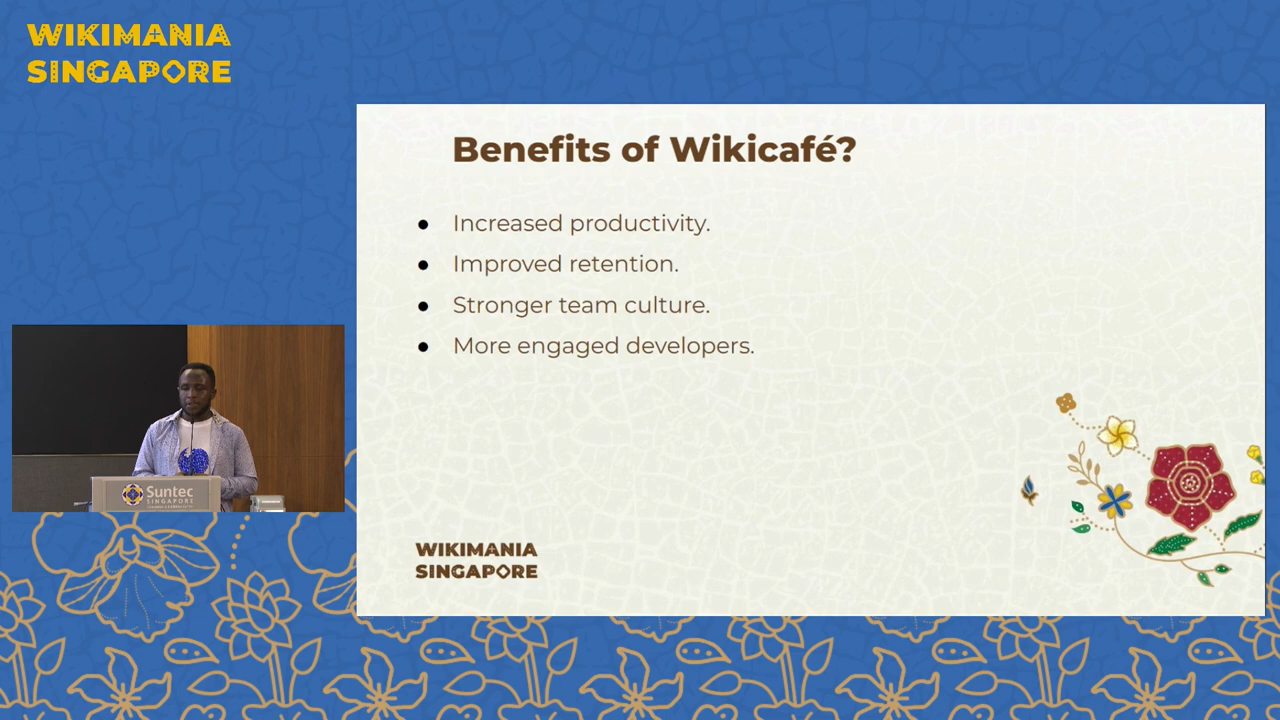 WIKIMANIA
SINGAPORE
Benefits of Wikicafé?
● Increased productivity.
● Improved retention.
● Stronger team culture.
● More engaged developers.
Suntec
SINGAPORE
WIKIMANIA
SINGAPORE